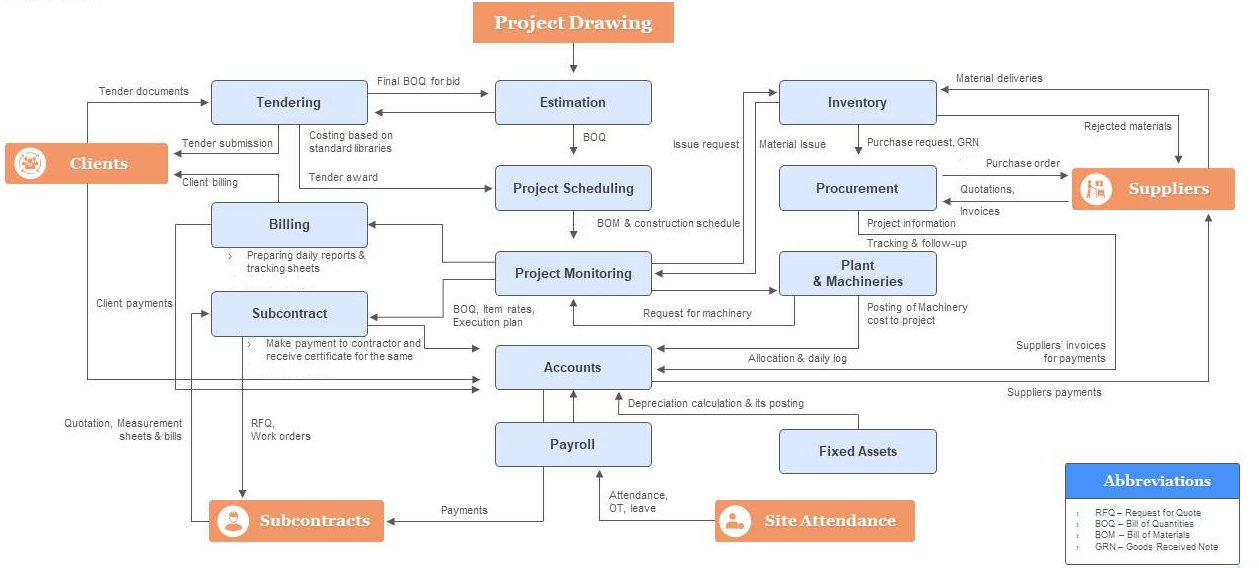 Project Drawing
Tender documents
Tendering
Final BOQ for bid
Estimation
Inventory
Material deliveries
Rejected materials
Clients
Tender submission
Costing based on
standard libraries
BOQ
Issue request
Material Issue
Purchase request, GRN
Purchase order
Client billing
Tender award
Project Scheduling
Procurement
Quotations,
Invoices
Suppliers
Billing
BOM & construction schedule
Project information
Tracking & follow-up
Preparing daily reports &
tracking sheets
Project Monitoring
Plant
& Machineries
Client payments
Subcontract
BOQ, Item rates,
Execution plan
Request for machinery
Posting of Machinery
cost to project
Make payment to contractor and
receive certificate for the same
Accounts
Allocation & daily log
Suppliers' invoices
for payments
Suppliers payments
Depreciation calculation & its posting
Quotation, Measurement
sheets & bills
RFQ,
Work orders
Payroll
Fixed Assets
Subcontracts
Payments
Attendance,
OT, leave
Site Attendance
Abbreviations
› RFQ – Request for Quote
› BOQ – Bill of Quantities
› BOM – Bill of Materials
› GRN – Goods Received Note